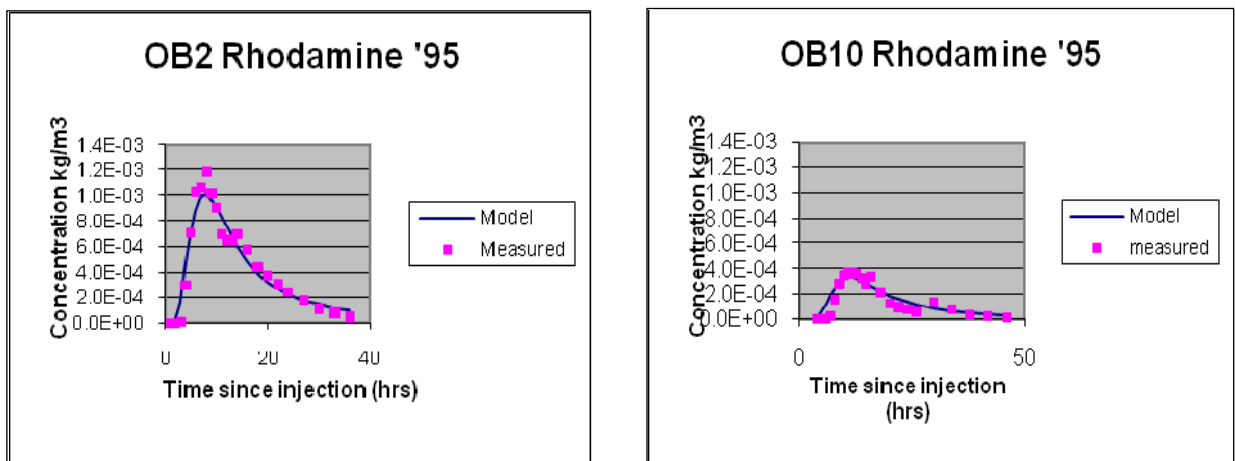 OB2 Rhodamine '95
Concentration kg/m3
1.4E-03
1.2E-03
1.0E-03
8.0E-04
6.0E-04
4.0E-04
2.0E-04
0.0E+00
0
20
40
Time since injection (hrs)
Model
Measured
OB10 Rhodamine '95
Concentration kg/m3
1.4E-03
1.2E-03
1.0E-03
8.0E-04
6.0E-04
4.0E-04
2.0E-04
0.0E+00
0
50
Time since injection
(hrs)
Model
measured